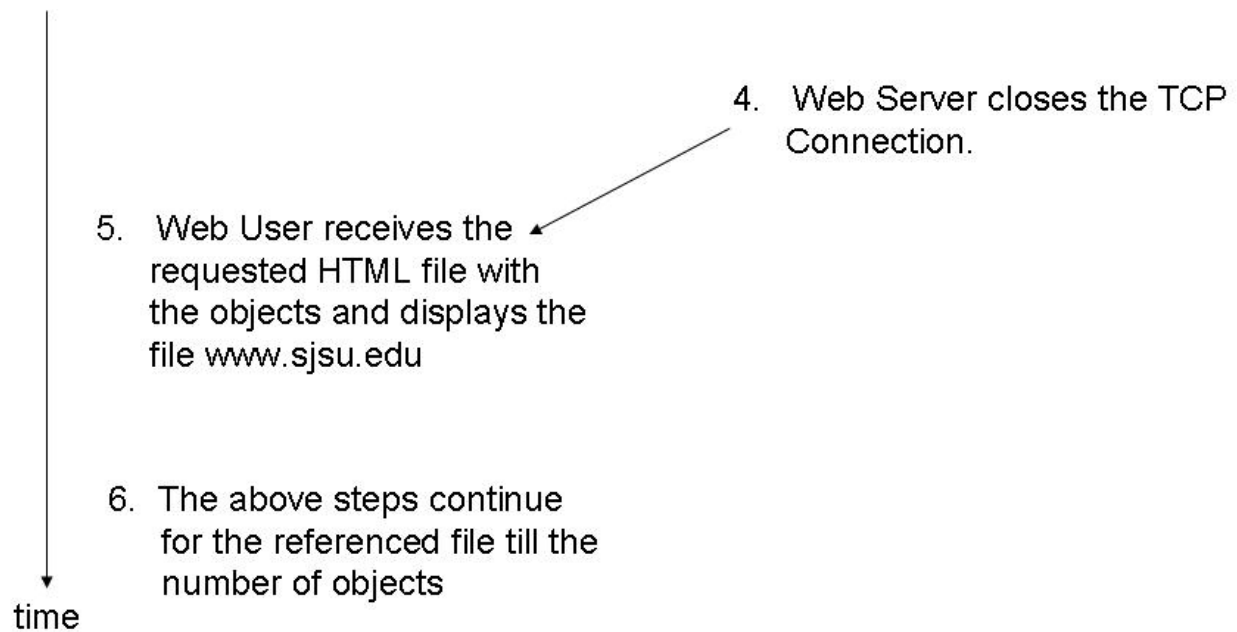 4. Web Server closes the TCP
Connection.
5. Web User receives the
requested HTML file with
the objects and displays the
file www.sjsu.edu
6. The above steps continue
for the referenced file till the
number of objects
time